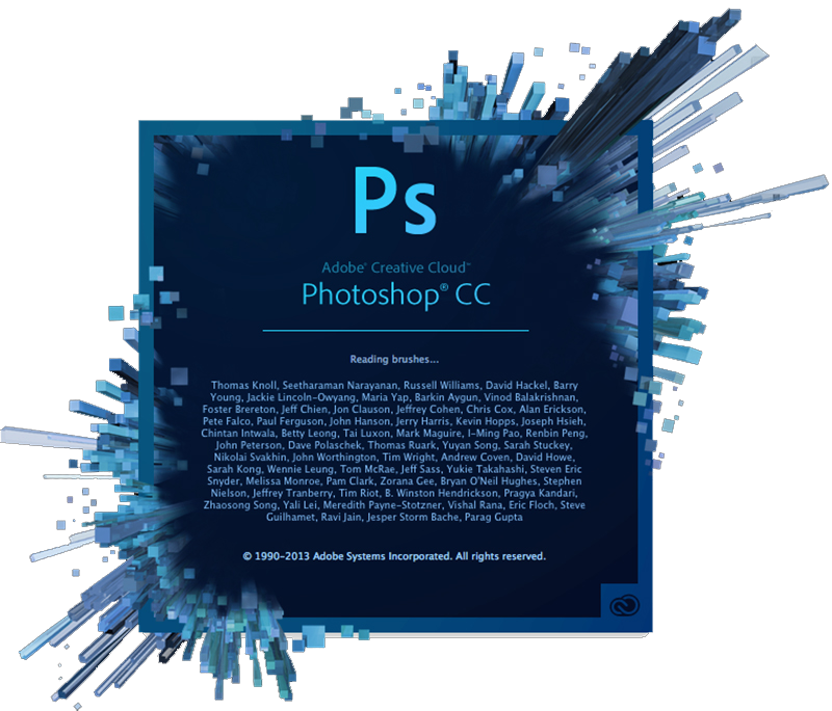 Ps
Adobe® Creative Cloud™
Photoshop® CC
Reading brushes...
Thomas Knoll, Seetharaman Narayanan, Russell Williams, David Hackel, Barry
Young, Jackie Lincoln-Owyang, Maria Yap, Barkin Aygun, Vinod Balakrishnan,
Foster Brereton, Jeff Chien, Jon Clauson, Jeffrey Cohen, Chris Cox, Alan Erickson,
Pete Falco, Paul Ferguson, John Hanson, Jerry Harris, Kevin Hopps, Joseph Hsieh,
Chintan Intwala, Betty Leong, Tai Luxon, Mark Maguire, I-Ming Pao, Renbin Peng,
John Peterson, Dave Polaschek, Thomas Ruark, Yuyan Song, Sarah Stuckey,
Nikolai Svakhin, John Worthington, Tim Wright, Andrew Coven, David Howe,
Sarah Kong, Wennie Leung, Tom McRae, Jeff Sass, Yukie Takahashi, Steven Eric
Snyder, Melissa Monroe, Pam Clark, Zorana Gee, Bryan O'Neil Hughes, Stephen
Nielson, Jeffrey Tranberry, Tim Riot, B. Winston Hendrickson, Pragya Kandari,
Zhaosong Song, Yali Lei, Meredith Payne-Stotzner, Vishal Rana, Eric Floch, Steve
Guilhamet, Ravi Jain, Jesper Storm Bache, Parag Gupta
© 1990-2013 Adobe Systems Incorporated. All rights reserved.